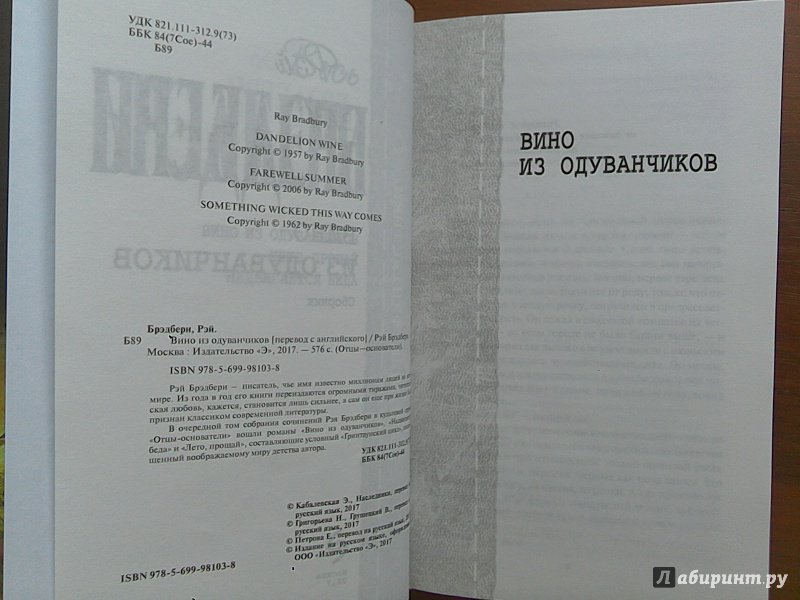 УДК 821.111-312.9(73)
ББК 84(7Сое)-44
Б89
Ray Bradbury
DANDELION WINE
Copyright © 1957 by Ray Bradbury
FAREWELL SUMMER
Copyright © 2006 by Ray Bradbury
SOMETHING WICKED THIS WAY COMES
Copyright © 1962 by Ray Bradbury
Брэдбери, Рэй.
Б89 Вино из одуванчиков [перевод с английского] / Рэй Брэдбери.
Москва : Издательство «Э», 2017. — 576 с. (Отцы-основатели).
ISBN 978-5-699-98103-8
Рэй Брэдбери — писатель, чье имя известно миллионам людей
мире. Из года в год его книги переиздаются огромными тиражами,
ская любовь, кажется, становится лишь сильнее, а сам он еще при жизни
признан классиком современной литературы.
В очередной том собрания сочинений Рэя Брэдбери в культовой
«Отцы-основатели» вошли романы «Вино из одуванчиков»,
беда» и «Лето, прощай», составляющие условный «Гринтаунский цикл»,
щенный воображаемому миру детства автора.
УДК 821.111-312.9
ББК 84(7Сое)-44
© Кабалевская Э., Наследники,
русский язык, 2017
© Григорьева Н., Грушецкий В.,
русский язык, 2017
© Петрова Е., перевод на русский язык,
© Издание на русском языке,
ООО «Издательство «Э», 2017
ISBN 978-5-699-98103-8
ВИНО
ИЗ ОДУВАНЧИКОВ
Лабиринт.ру